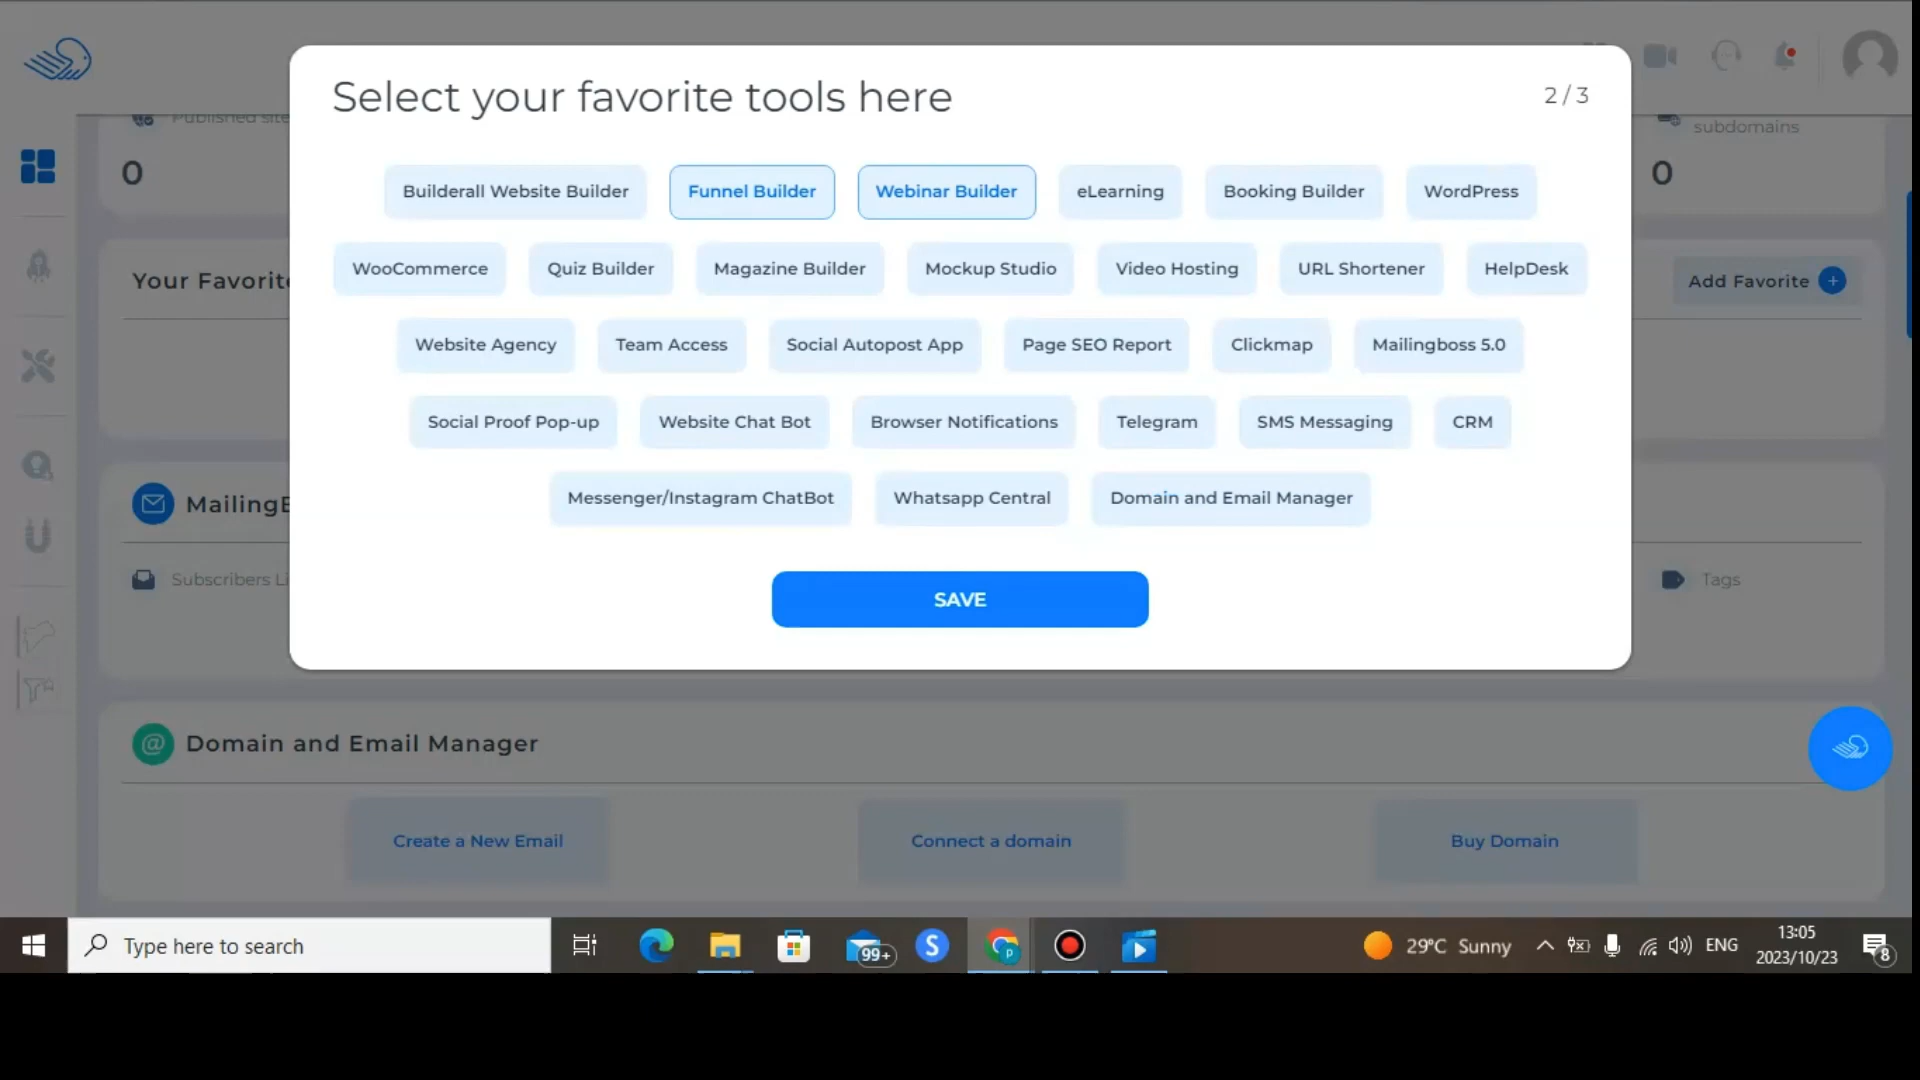 Select your favorite tools here
2 / 3
Published site
subdomains
0
0
Builderall Website Builder Funnel Builder Webinar Builder eLearning Booking Builder WordPress
WooCommerce Quiz Builder Magazine Builder Mockup Studio Video Hosting URL Shortener HelpDesk
Your Favorit
Add Favorite +
Website Agency Team Access Social Autopost App Page SEO Report Clickmap Mailingboss 5.0
Social Proof Pop-up Website Chat Bot Browser Notifications Telegram SMS Messaging CRM
Messenger/Instagram ChatBot Whatsapp Central Domain and Email Manager
Mailing
Subscribers Li
Tags
SAVE
@ Domain and Email Manager
Create a New Email Connect a domain Buy Domain
Type here to search
99+
S
p
29°C Sunny
ENG
13:05
2023/10/23
8